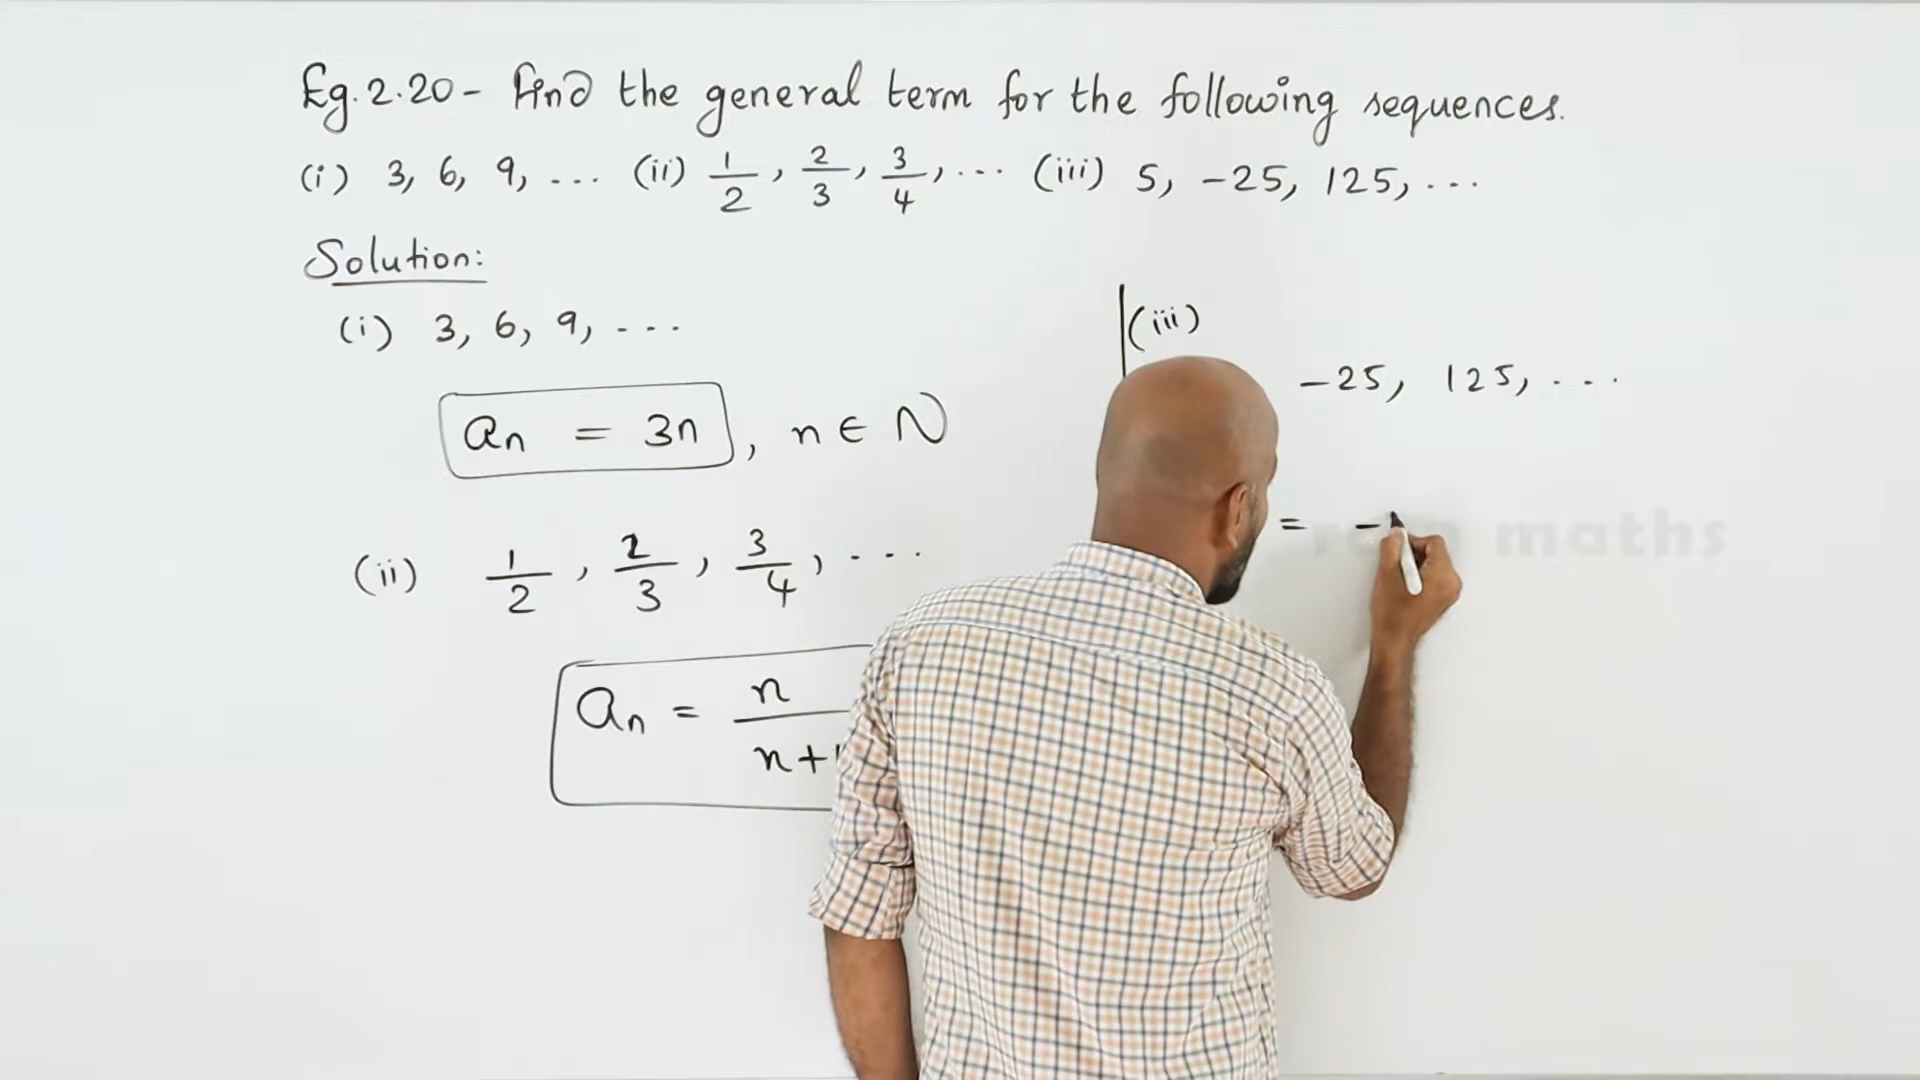 Eg.2.20- Find the general term for the following sequences.
(i) 3, 6, 9, ... (ii) 1/2, 2/3, 3/4, ... (iii) 5, -25, 125, ...
Solution:
(i) 3, 6, 9, ...
an = 3n, n ∈ N
(ii) 1/2, 2/3, 3/4, ...
an = n/n+1
(iii)
-25, 125, ...
= -
maths